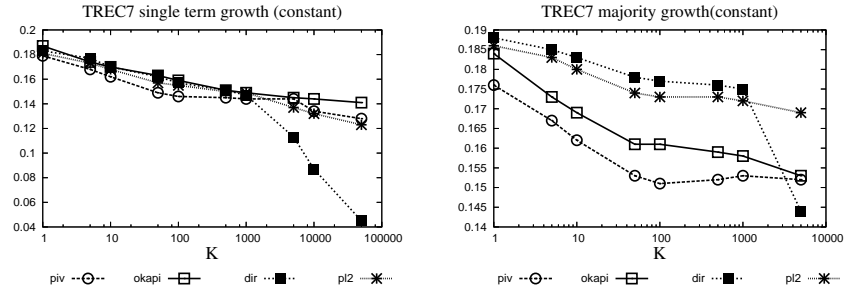 TREC7 single term growth (constant)
0.2
0.18
0.16
0.14
0.12
0.1
0.08
0.06
0.04
1 10 100 1000 10000 100000
K
piv okapi dir pl2
TREC7 majority growth(constant)
0.19
0.185
0.18
0.175
0.17
0.165
0.16
0.155
0.15
0.145
0.14
1 10 100 1000 10000
K
piv okapi dir pl2